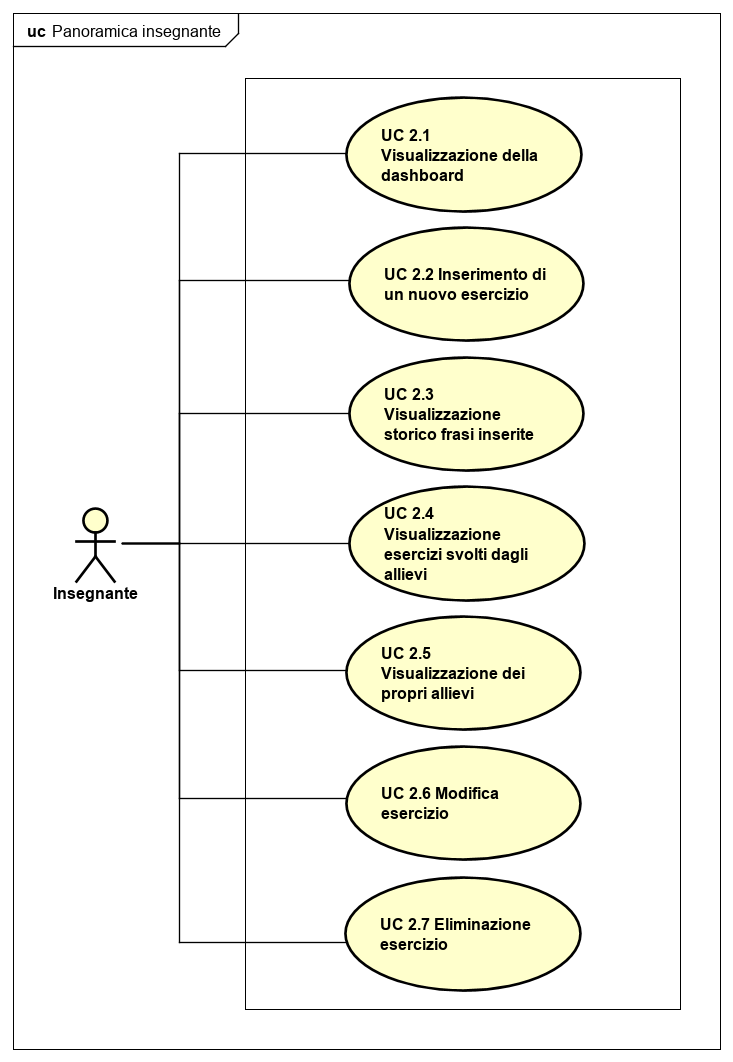 uc Panoramica insegnante
UC 2.1
Visualizzazione della
dashboard
UC 2.2 Inserimento di
un nuovo esercizio
UC 2.3
Visualizzazione
storico frasi inserite
UC 2.4
Visualizzazione
esercizi svolti dagli
allievi
Insegnante
UC 2.5
Visualizzazione dei
propri allievi
UC 2.6 Modifica
esercizio
UC 2.7 Eliminazione
esercizio